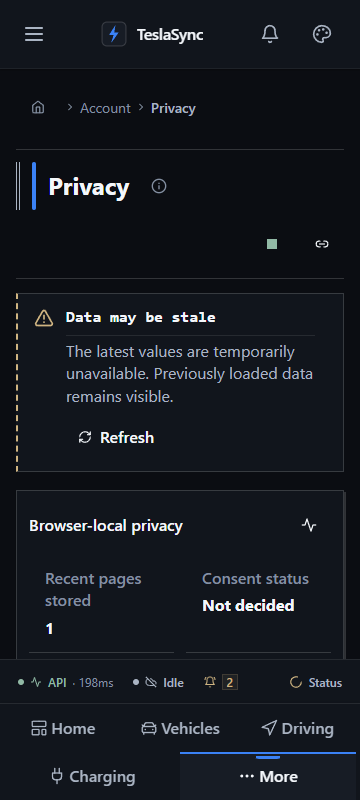 TeslaSync
Account
Privacy
Privacy
Data may be stale
The latest values are temporarily
unavailable. Previously loaded data
remains visible.
Refresh
Browser-local privacy
Recent pages
stored
1
Consent status
Not decided
API · 198ms
Idle
2
Status
Home
Vehicles
Driving
Charging
More